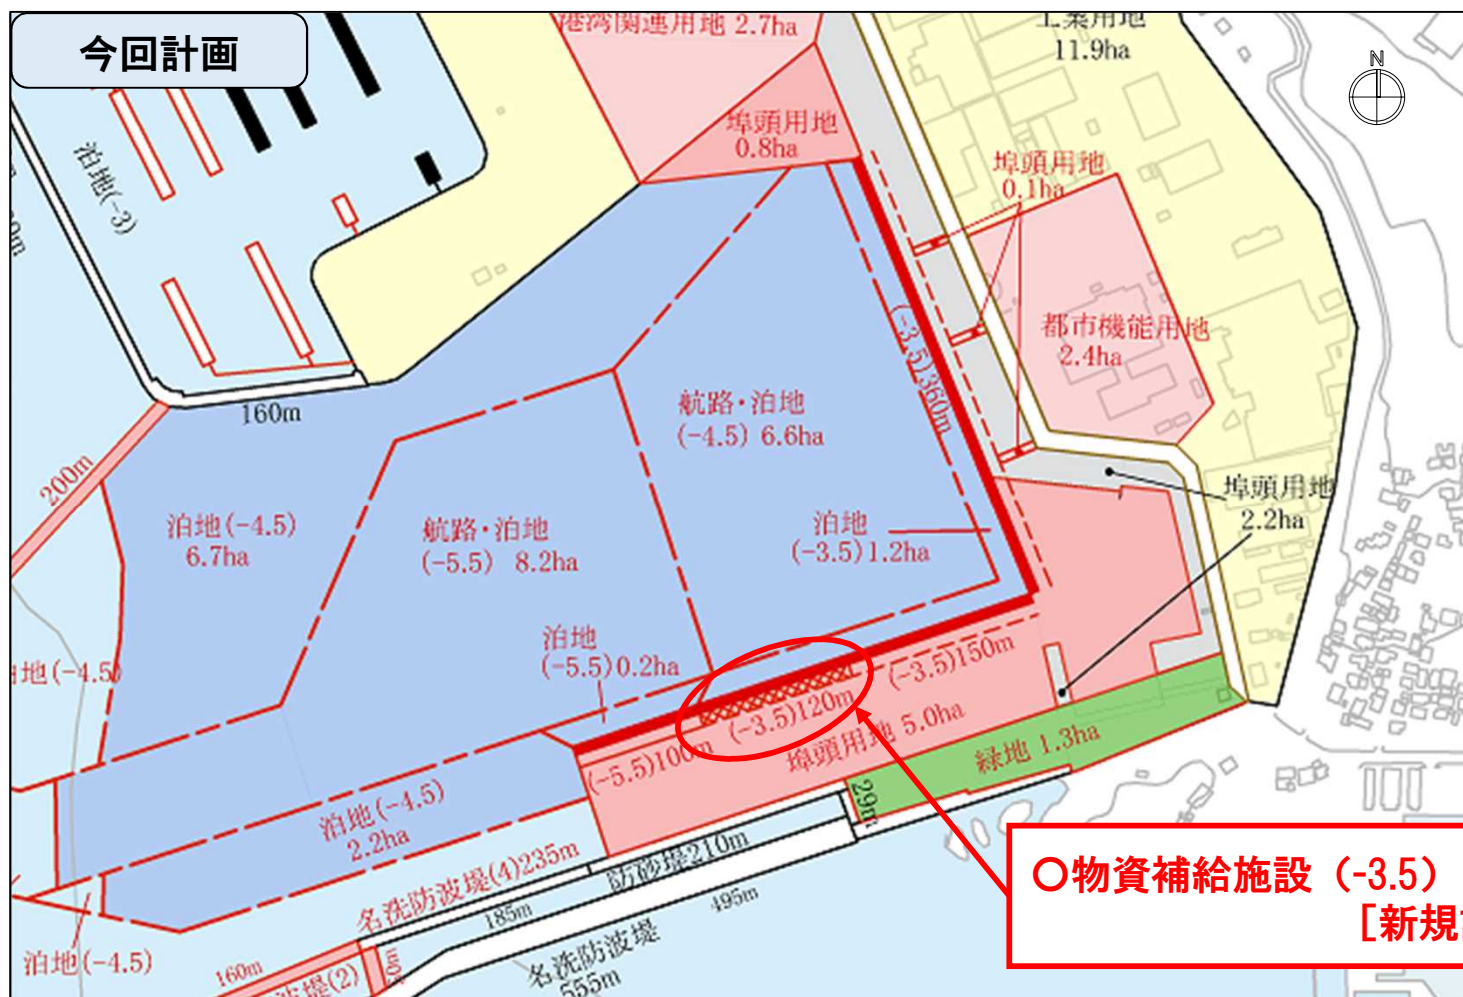 今回計画
港湾関連用地 2.7ha
工業用地
11.9ha
N
埠頭用地
0.8ha
泊地(-3)
埠頭用地
0.1ha
都市機能用地
2.4ha
(-3.5)360m
160m
200m
航路・泊地
(-4.5) 6.6ha
泊地(-4.5)
6.7ha
航路・泊地
(-5.5) 8.2ha
泊地
(-3.5)1.2ha
埠頭用地
2.2ha
泊地
(-5.5)0.2ha
地(-4.5)
(-3.5)150m
(-3.5)120m
(-5.5)100m
埠頭用地 5.0ha
緑地 1.3ha
29m
泊地(-4.5)
2.2ha
名洗防波堤(4)235m
防砂堤210m
185m
495m
名洗防波堤
555m
泊地(-4.5)
160m
堤(2)
50m
〇物資補給施設（-3.5）
［新規